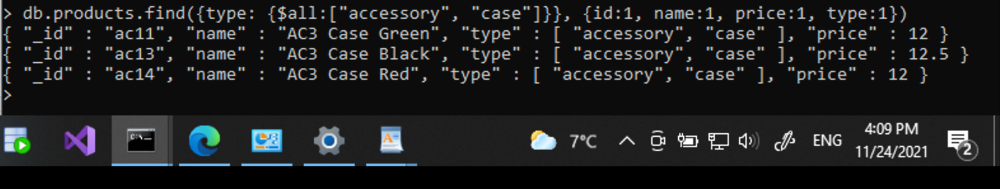 > db.products.find({type: {$all:["accessory", "case"]}}, {id:1, name:1, price:1, type:1})
{ "_id" : "ac11", "name" : "AC3 Case Green", "type" : [ "accessory", "case" ], "price" : 12 }
{ "_id" : "ac13", "name" : "AC3 Case Black", "type" : [ "accessory", "case" ], "price" : 12.5 }
{ "_id" : "ac14", "name" : "AC3 Case Red", "type" : [ "accessory", "case" ], "price" : 12 }
>
C:\_
A
7°C
ENG
4:09 PM
11/24/2021
2